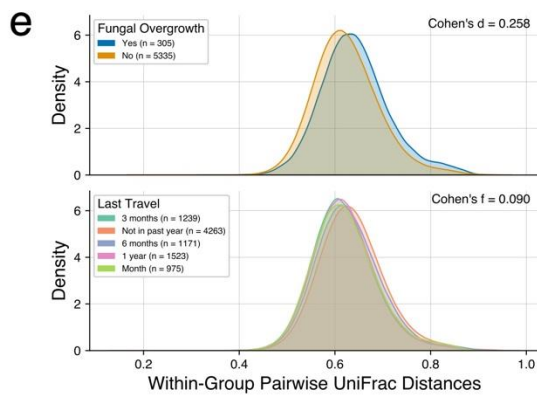 e
Fungal Overgrowth
Yes (n = 305)
No (n = 5335)
Cohen's d = 0.258
6
4
2
0
Density
Last Travel
3 months (n = 1239)
Not in past year (n = 4263)
6 months (n = 1171)
1 year (n = 1523)
Month (n = 975)
Cohen's f = 0.090
6
4
2
0
Density
0.2 0.4 0.6 0.8 1.0
Within-Group Pairwise UniFrac Distances